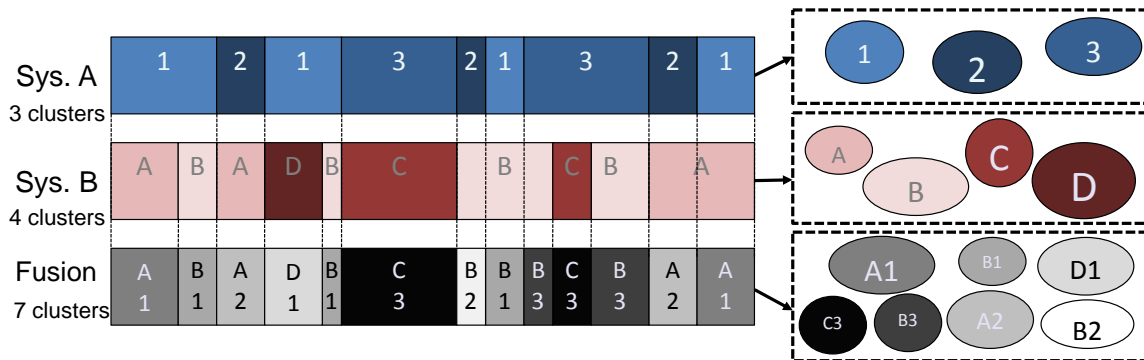 1 2 1 3 2 1 3 2 1
Sys. A
3 clusters
1 2 3
A B A D B C B C B A
Sys. B
4 clusters
A B C D
Fusion
7 clusters
A B A D B C B B B C B A A
1 1 2 1 1 3 2 1 3 3 3 2 1
A1 B1 D1
C3 B3 A2 B2